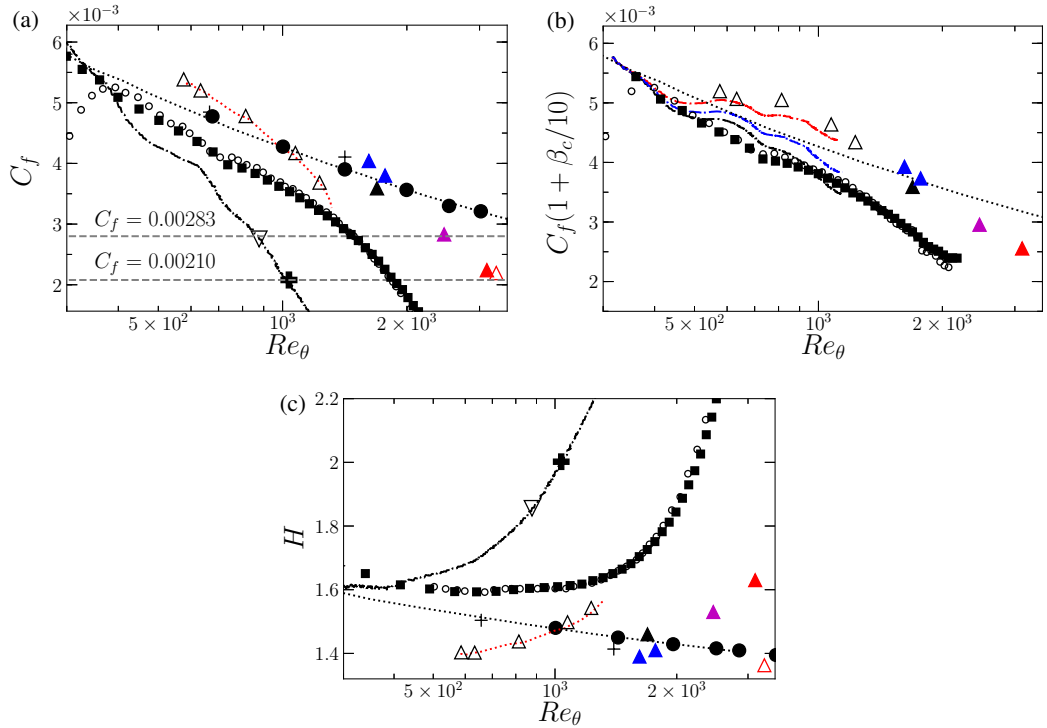 (a)
×10⁻³
6
5
4
3
2
C_f
C_f = 0.00283
C_f = 0.00210
5 × 10² 10³ 2 × 10³
Re_θ
(b)
×10⁻³
6
5
4
3
2
C_f(1 + β_c/10)
5 × 10² 10³ 2 × 10³
Re_θ
(c)
2.2
2.0
1.8
1.6
1.4
H
5 × 10² 10³ 2 × 10³
Re_θ